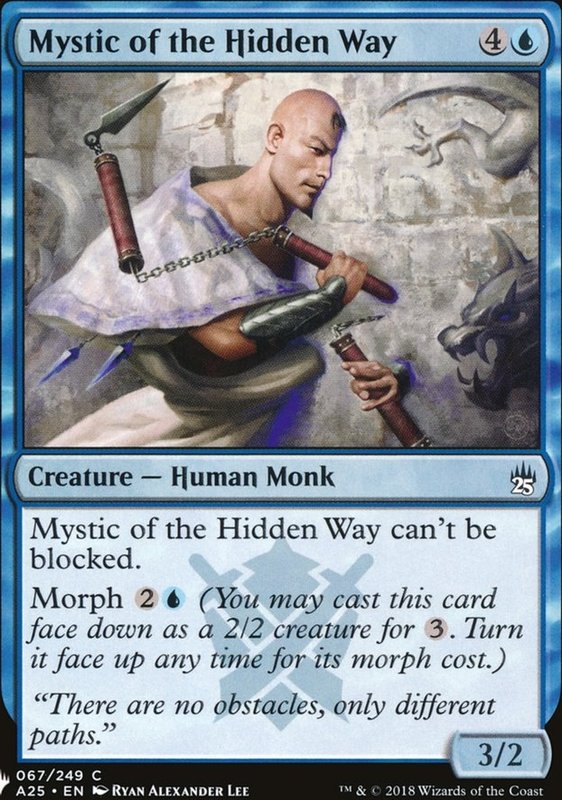 Mystic of the Hidden Way 4
Creature — Human Monk
25
Mystic of the Hidden Way can't be
blocked.
Morph 2 (You may cast this card
face down as a 2/2 creature for 3. Turn
it face up any time for its morph cost.)
“There are no obstacles, only different
paths.”
3/2
067/249 C
A25 • EN Ryan Alexander Lee
™ & © 2018 Wizards of the Coast